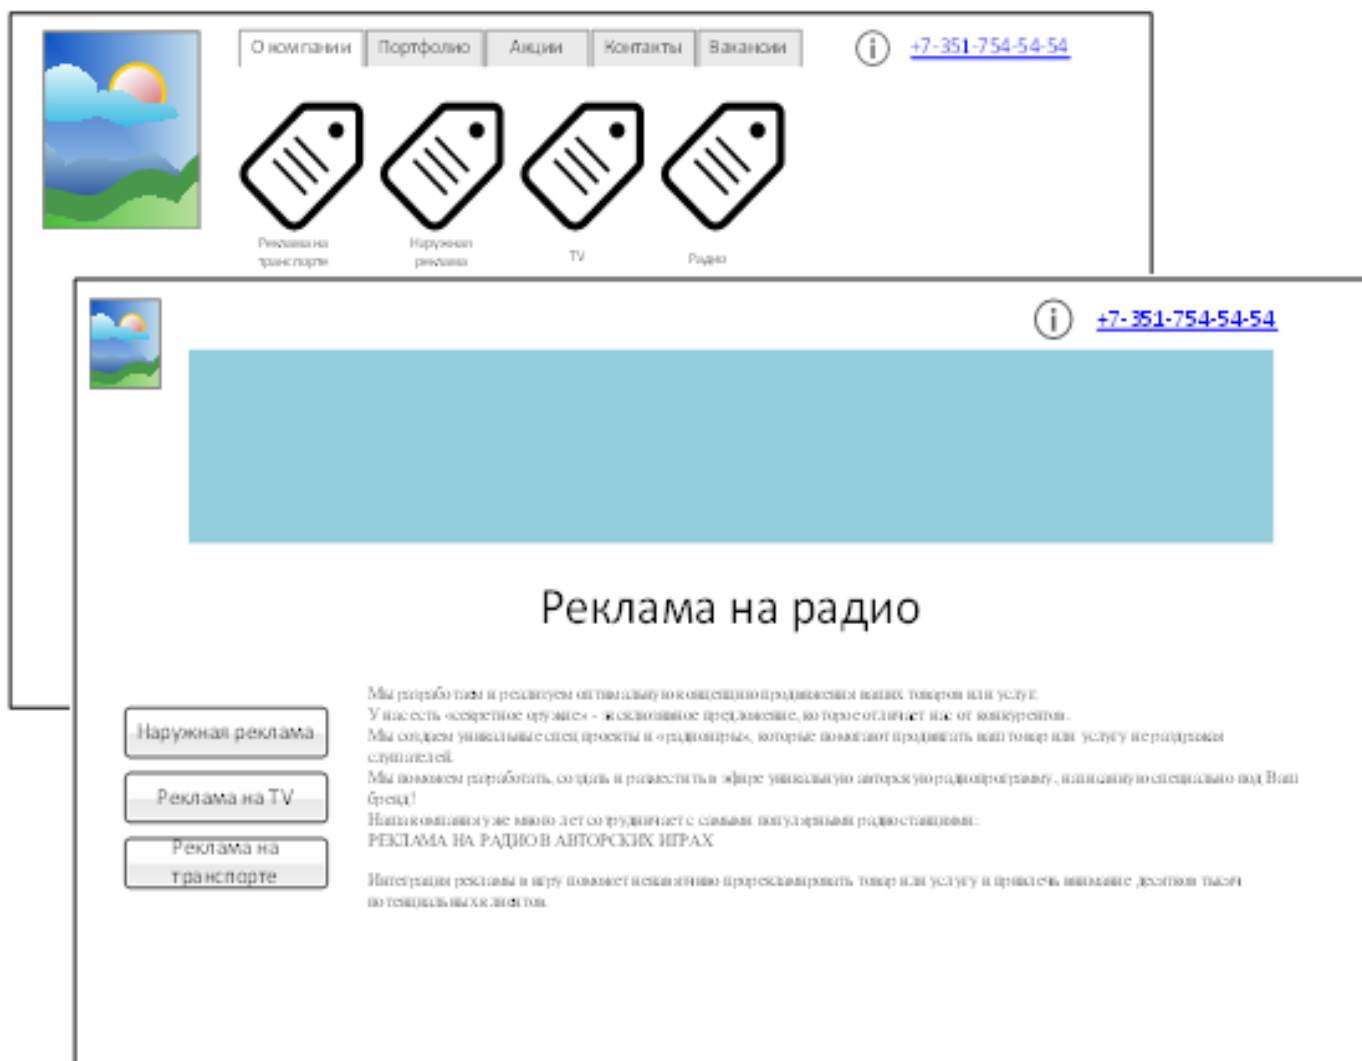 О компании
Портфолио
Акции
Контакты
Вакансии
+7-351-754-54-54
Реклама на
транспорте
Наружная
реклама
TV
Радио
+7-351-754-54-54
Реклама на радио
Наружная реклама
Реклама на TV
Реклама на
транспорте
Мы разработаем и реализуем оптимальную концепцию продвижения ваших товаров или услуг.
У нас есть «секретное оружие» - эксклюзивное предложение, которое отличает нас от конкурентов.
Мы создаем уникальные спец проекты и «радиоигры», которые помогают продвигать ваш товар или услугу не раздражая
слушателей.
Мы поможем разработать, создать и разместить в эфире уникальную авторскую радиопрограмму, написанную специально под Ваш
бренд!
Наша компания уже много лет сотрудничает с самыми популярными радиостанциями:
РЕКЛАМА НА РАДИО В АВТОРСКИХ ИГРАХ
Интеграция рекламы в игру поможет ненавязчиво прорекламировать товар или услугу и привлечь внимание десятков тысяч
потенциальных клиентов.